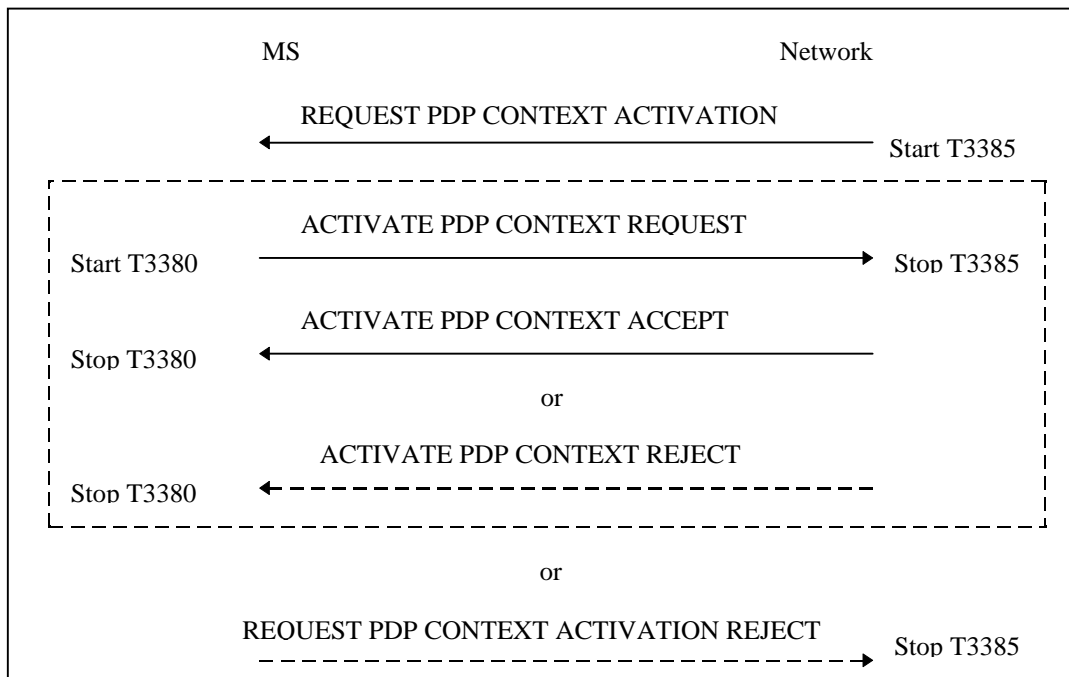 MS Network
REQUEST PDP CONTEXT ACTIVATION
Start T3385
ACTIVATE PDP CONTEXT REQUEST
Start T3380 Stop T3385
ACTIVATE PDP CONTEXT ACCEPT
Stop T3380
or
ACTIVATE PDP CONTEXT REJECT
Stop T3380
or
REQUEST PDP CONTEXT ACTIVATION REJECT
Stop T3385